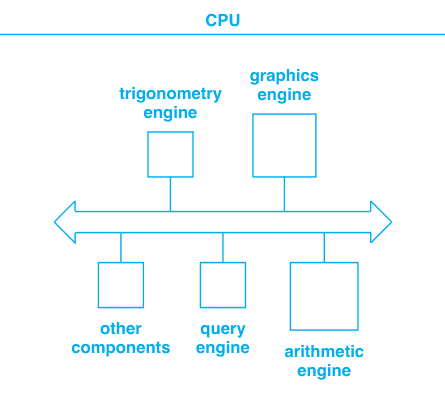 CPU
graphics
engine
trigonometry
engine
other
components
query
engine
arithmetic
engine